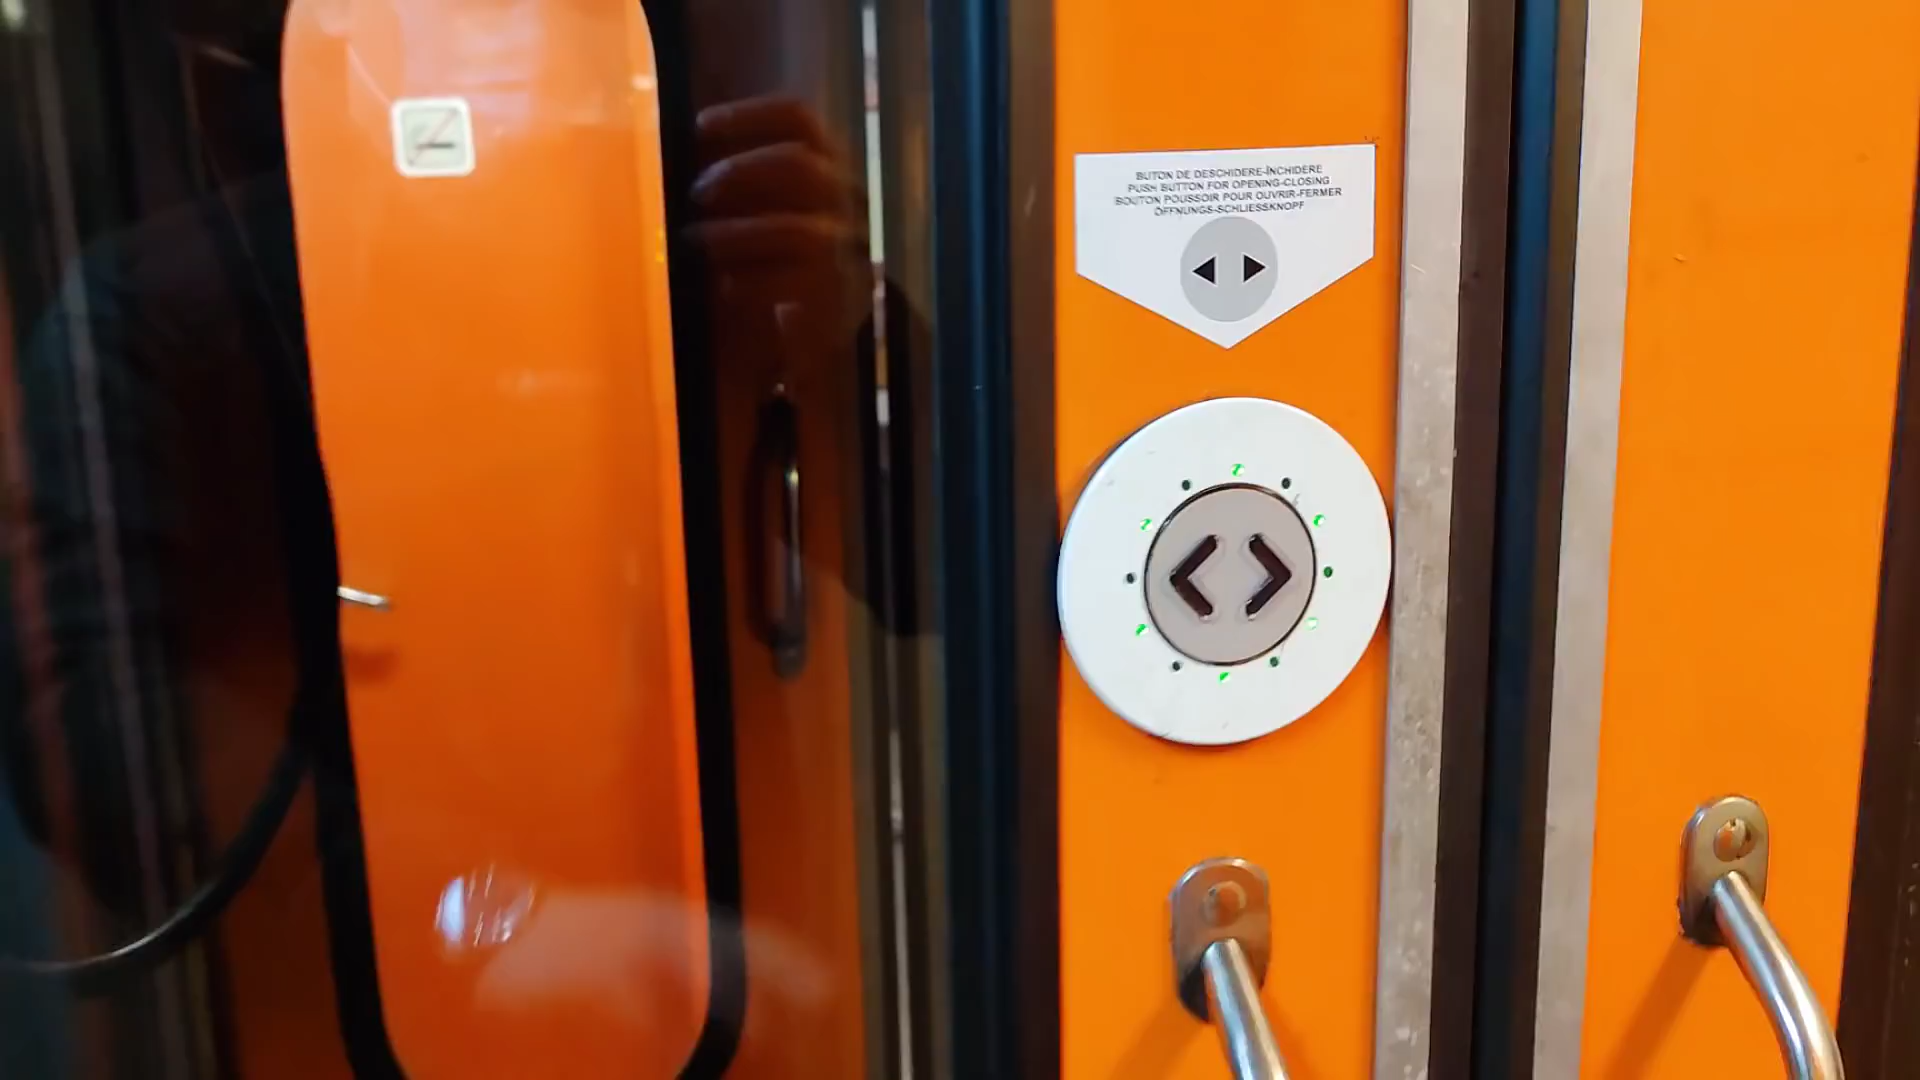 BUTON DE DESCHIDERE-ÎNCHIDERE
PUSH BUTTON FOR OPENING-CLOSING
BOUTON POUSSOIR POUR OUVRIR-FERMER
ÖFFNUNGS-SCHLIESSKNOPF